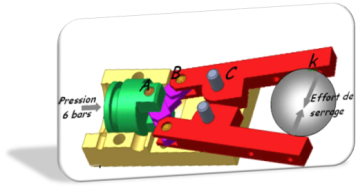 A
B
C
k
Pression
6 bars
Effort de
serrage